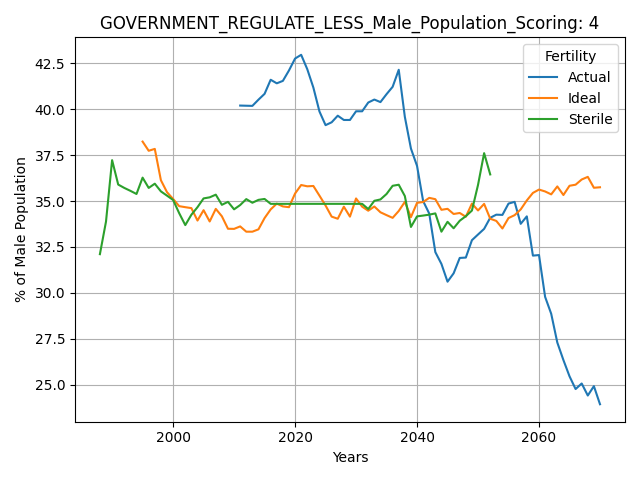 GOVERNMENT_REGULATE_LESS_Male_Population_Scoring: 4
% of Male Population
42.5
40.0
37.5
35.0
32.5
30.0
27.5
25.0
Fertility
Actual
Ideal
Sterile
2000 2020 2040 2060
Years